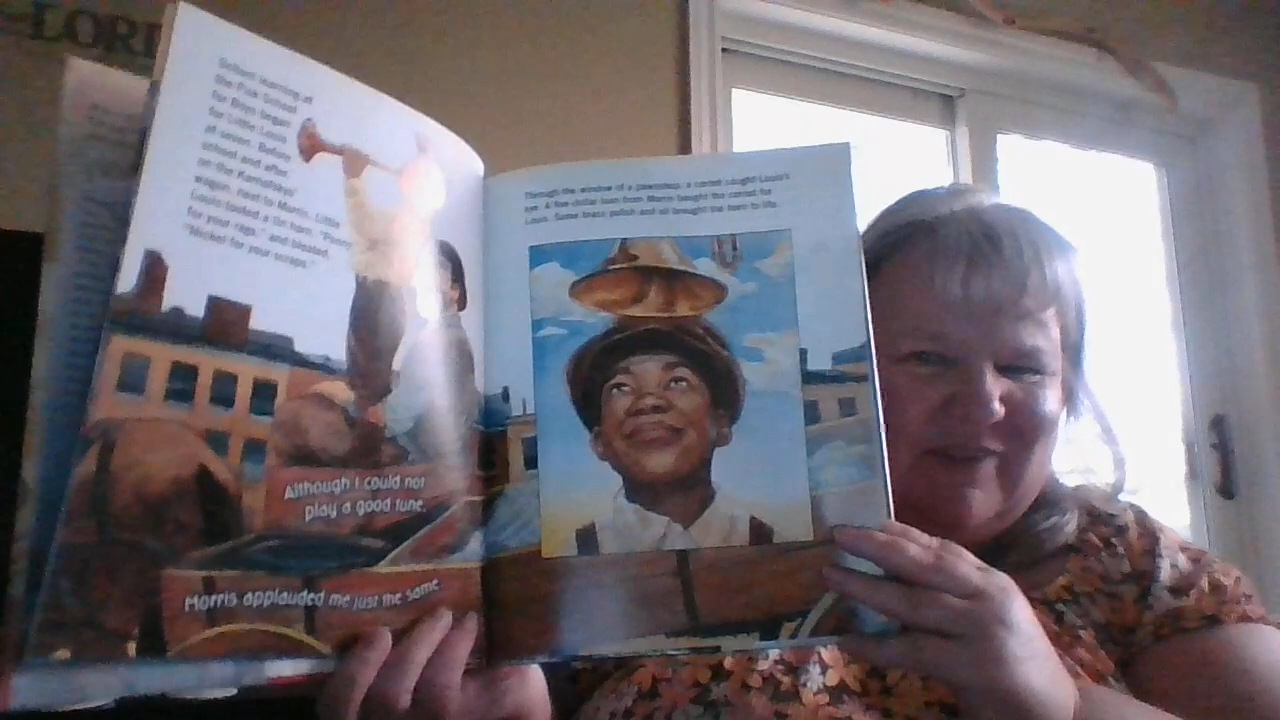 LORD
School learning at
the Fisk School
for Boys began
for Little Louis
at seven. Before
school and after,
on the Karnofskys'
wagon, next to Morris, Little
Louis tooted a tin horn. "Penny
for your rags," and bleated,
"Nickel for your scraps."
Although I could not
play a good tune.
Morris applauded me just the same.
Through the window of a pawnshop, a cornet caught Louis's
eye. A five-dollar loan from Morris bought the cornet for
Louis. Some brass polish and oil brought the horn to life.